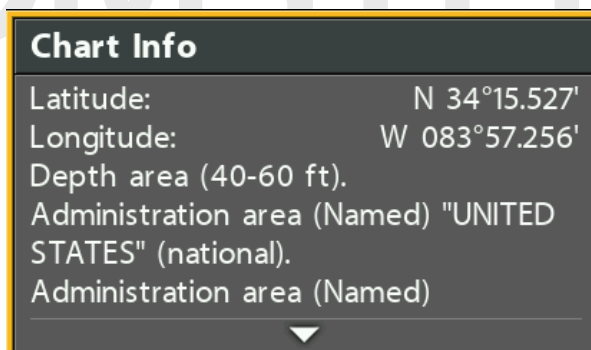 Chart Info
Latitude: N 34°15.527'
Longitude: W 083°57.256'
Depth area (40-60 ft).
Administration area (Named) "UNITED
STATES" (national).
Administration area (Named)